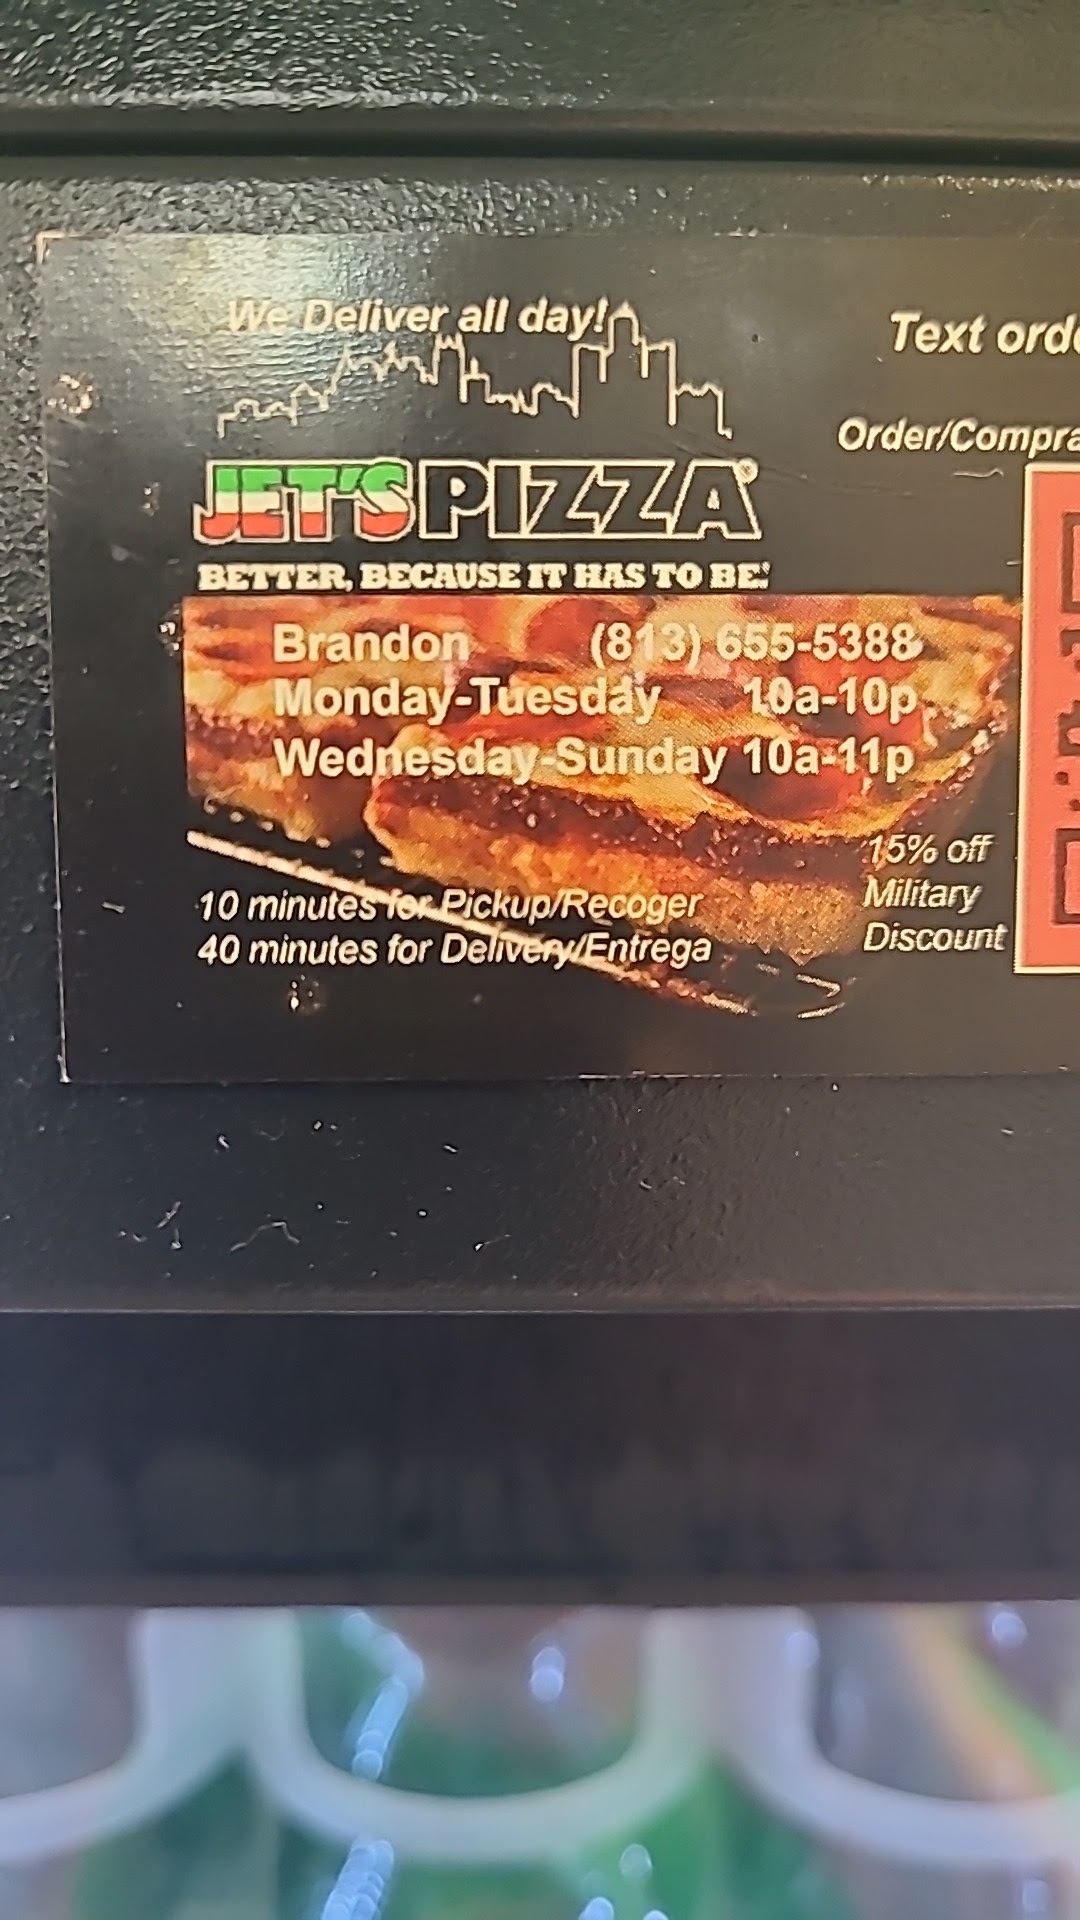 We Deliver all day!
JET'S PIZZA®
BETTER, BECAUSE IT HAS TO BE.®
Brandon (813) 655-5388
Monday-Tuesday 10a-10p
Wednesday-Sunday 10a-11p
10 minutes for Pickup/Recoger
40 minutes for Delivery/Entrega
15% off
Military
Discount
Text orde
Order/Compra